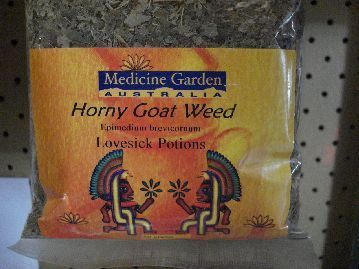 Medicine Garden
AUSTRALIA
Horny Goat Weed
Epimedium brevicornum
Lovesick Potions